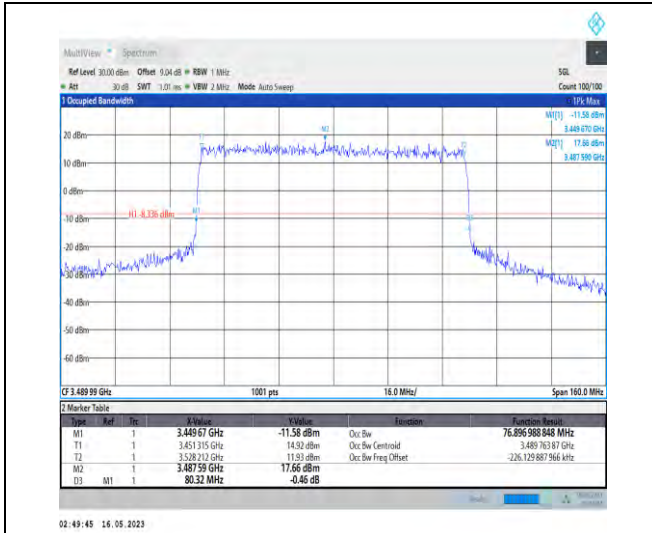 MultiView Spectrum
Ref Level 30.00 dBm Offset 9.04 dB RBW 1 MHz SGL
Att 30 dB SWT 1.01 ms VBW 2 MHz Mode Auto Sweep Count 100/100
1 Occupied Bandwidth 1Pk Max
M1[1] -11.58 dBm
3.449 670 GHz
M2[1] 17.66 dBm
3.487 590 GHz
20 dBm
M2
10 dBm
0 dBm
-10 dBm
H1 -8.336 dBm
M1
-20 dBm
-30 dBm
-40 dBm
-50 dBm
-60 dBm
CF 3.489 99 GHz 1001 pts 16.0 MHz/ Span 160.0 MHz
2 Marker Table
Type Ref Trc X-Value Y-Value Function Function Result
M1 1 3.449 67 GHz -11.58 dBm Occ Bw 76.896 988 848 MHz
T1 1 3.451 315 GHz 14.92 dBm Occ Bw Centroid 3.489 763 87 GHz
T2 1 3.528 212 GHz 11.93 dBm Occ Bw Freq Offset -226.129 887 966 kHz
M2 1 3.487 59 GHz 17.66 dBm
D3 M1 1 80.32 MHz -0.46 dB
02:49:45 16.05.2023